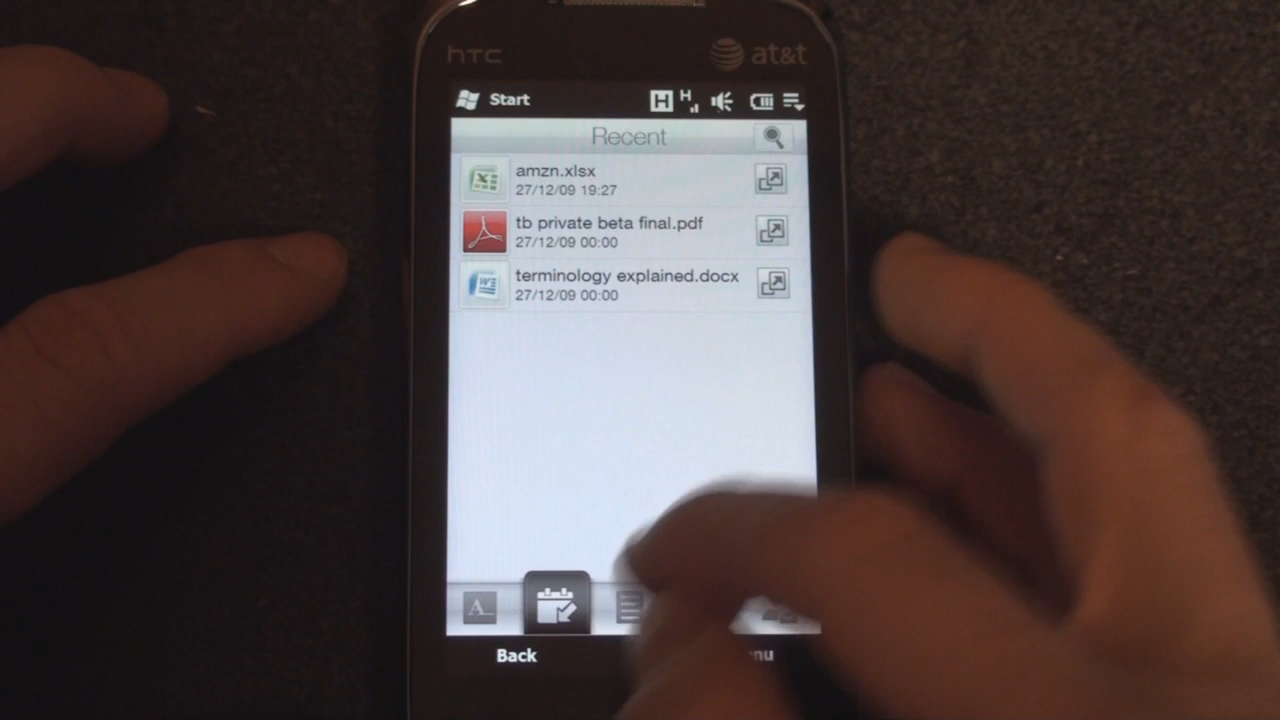 hTC
at&t
Start
H
H
Recent
amzn.xlsx
27/12/09 19:27
tb private beta final.pdf
27/12/09 00:00
terminology explained.docx
27/12/09 00:00
A
Back
nu